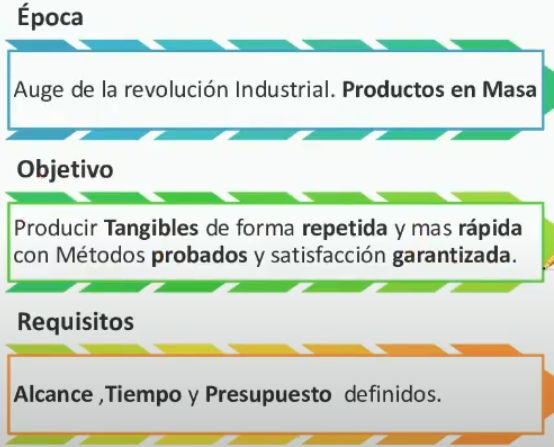 Época
Auge de la revolución Industrial. Productos en Masa
Objetivo
Producir Tangibles de forma repetida y mas rápida
con Métodos probados y satisfacción garantizada.
Requisitos
Alcance ,Tiempo y Presupuesto definidos.